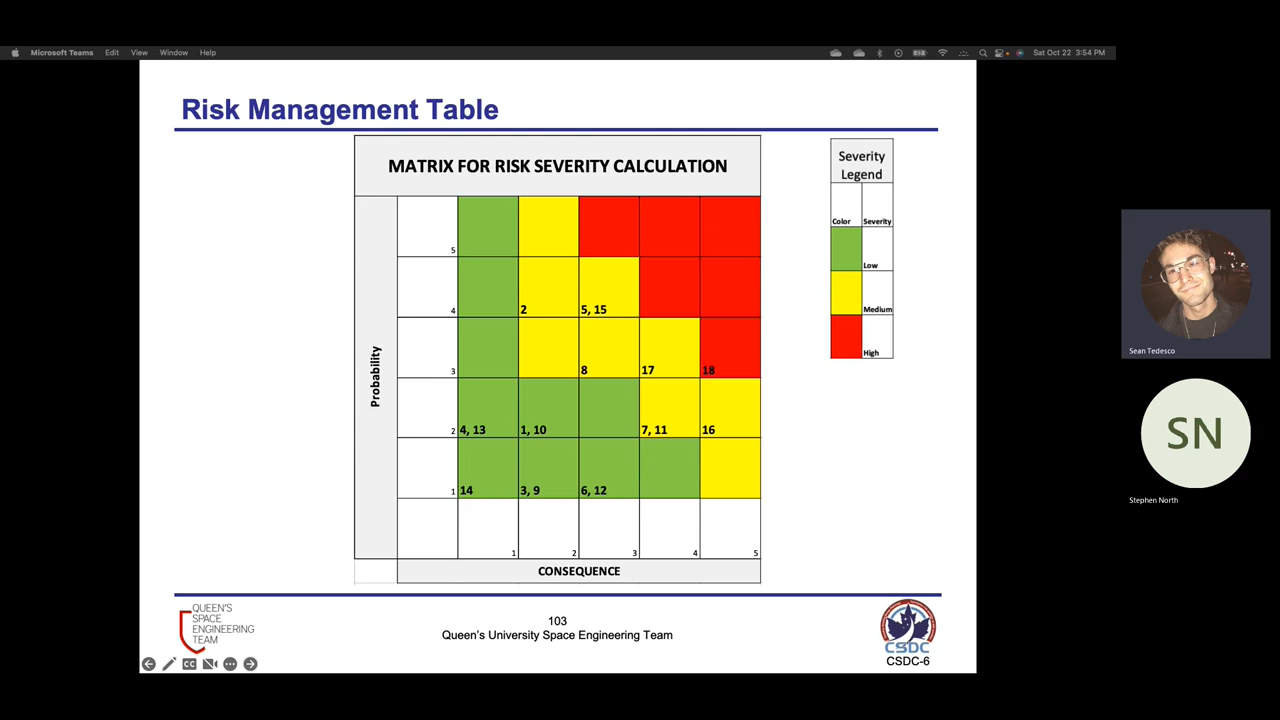 Microsoft Teams Edit View Window Help Sat Oct 22 3:54 PM
Risk Management Table
MATRIX FOR RISK SEVERITY CALCULATION
Severity
Legend
Color Severity
Low
Medium
High
Probability
5
4 2 5, 15
3 8 17 18
2 4, 13 1, 10 7, 11 16
1 14 3, 9 6, 12
1 2 3 4 5
CONSEQUENCE
QUEEN'S
SPACE
ENGINEERING
TEAM
103
Queen's University Space Engineering Team
CSDC
CSDC-6
CC
Sean Tedesco
SN
Stephen North